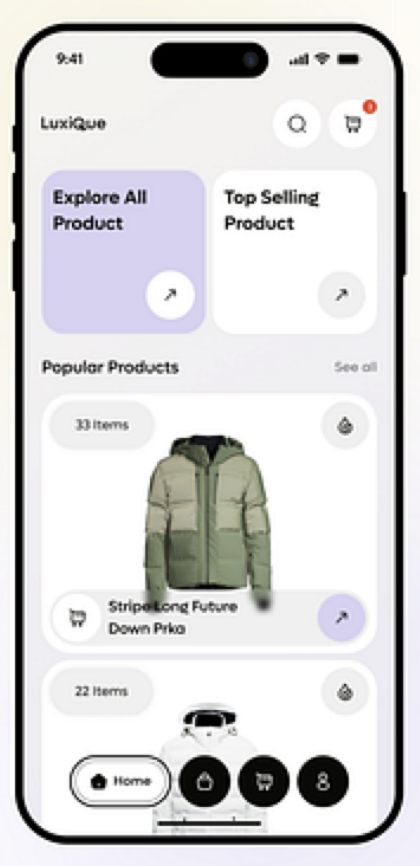 9:41
LuxiQue
Explore All
Product
Top Selling
Product
Popular Products
See all
33 Items
Stripe Long Future
Down Prka
22 Items
Home